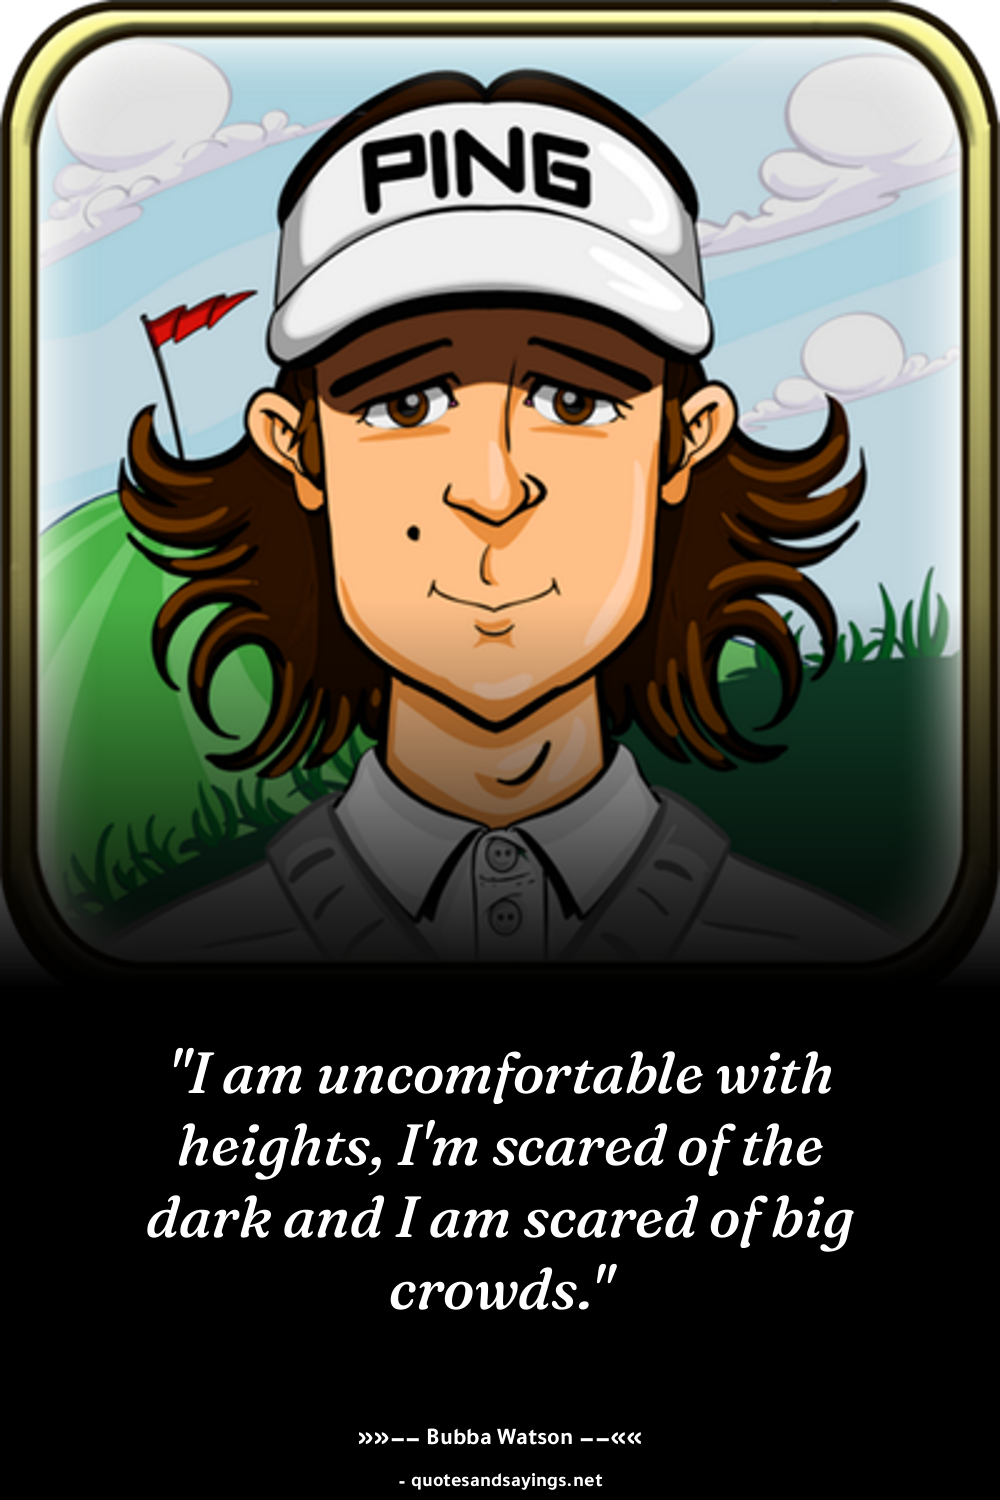 PING
"I am uncomfortable with
heights, I'm scared of the
dark and I am scared of big
crowds."
»»–– Bubba Watson ––««
- quotesandsayings.net